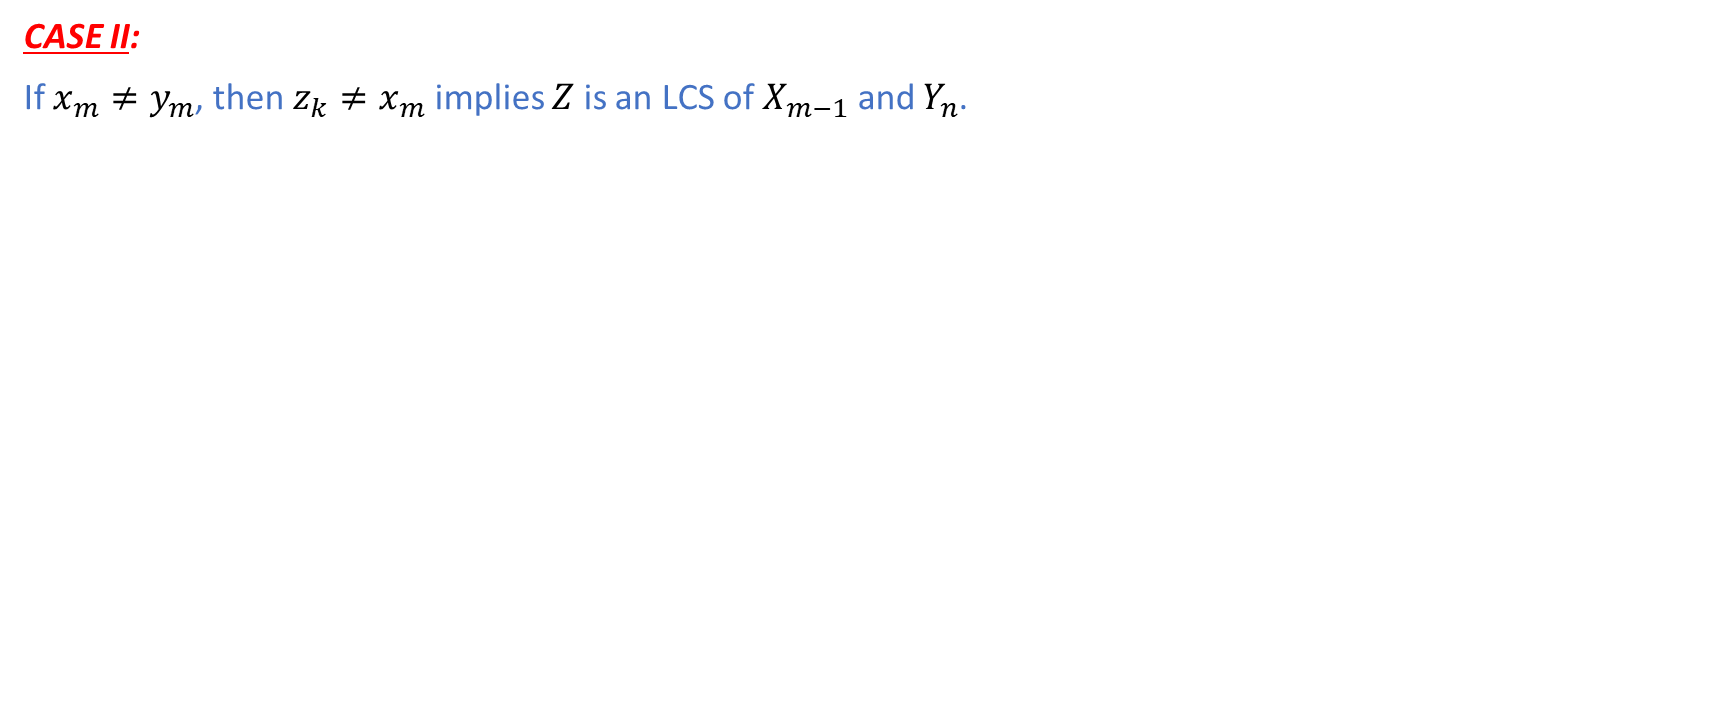 CASE II:
If xₘ ≠ yₘ, then zₖ ≠ xₘ implies Z is an LCS of Xₘ₋₁ and Yₙ.